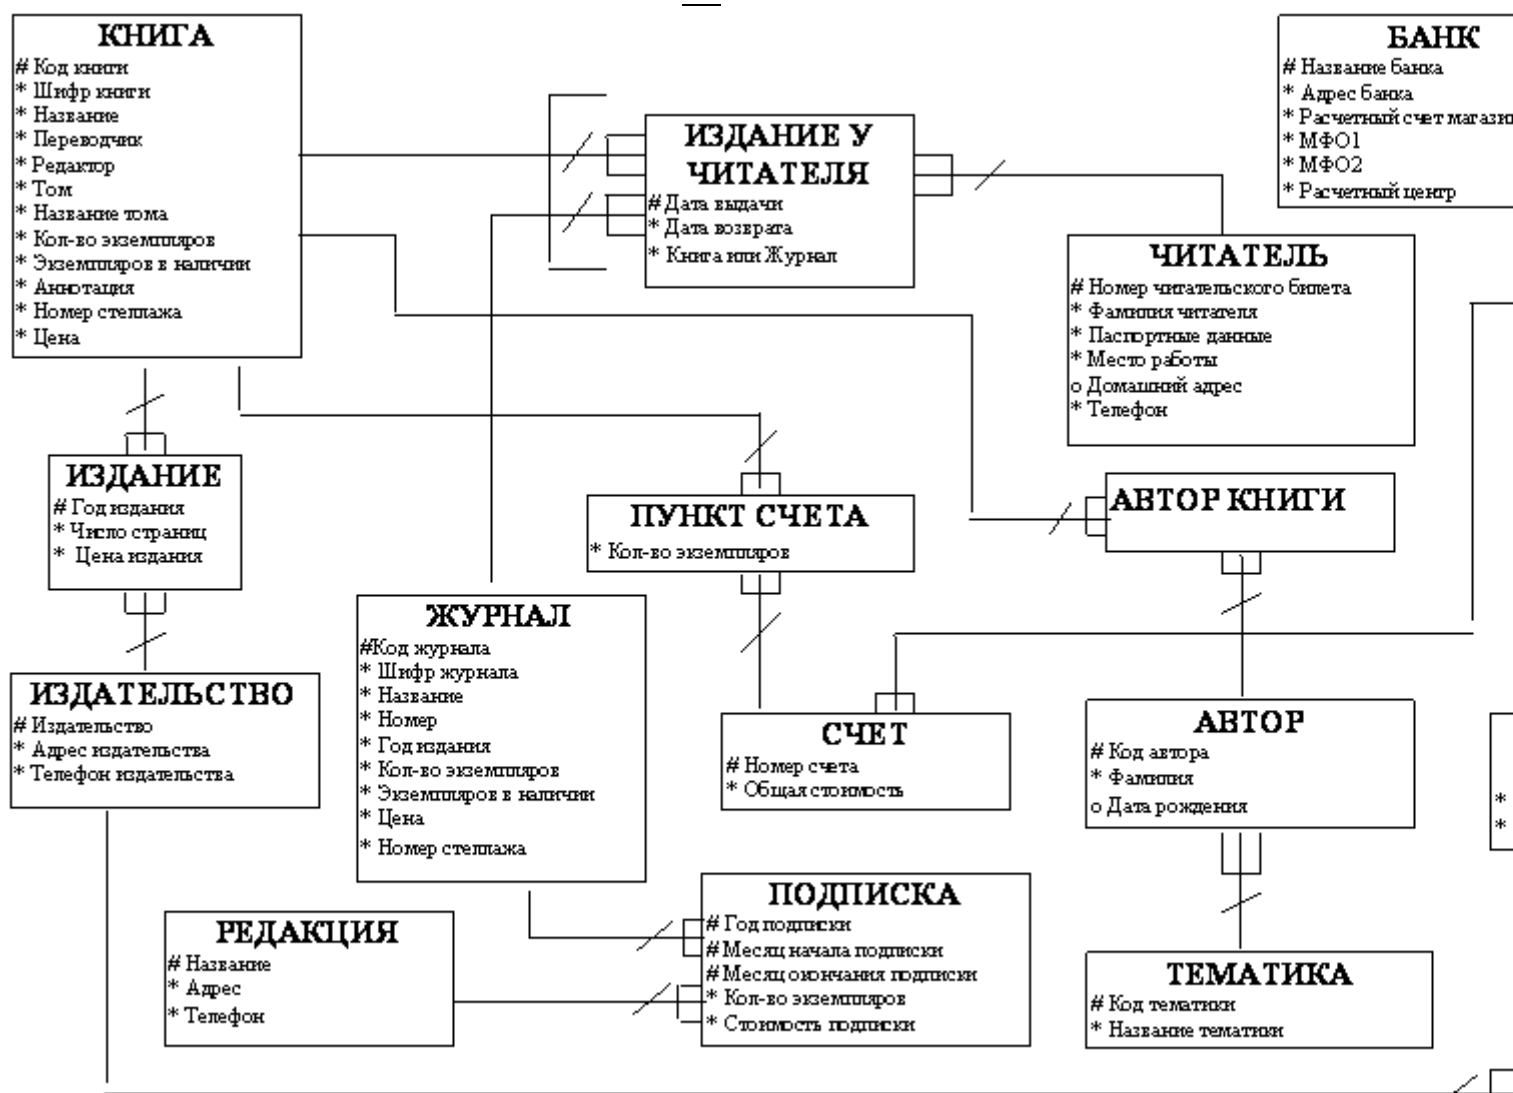 КНИГА
# Код книги
* Шифр книги
* Название
* Переводчик
* Редактор
* Том
* Название тома
* Кол-во экземпляров
* Экземпляров в наличии
* Аннотация
* Номер стеллажа
* Цена
ИЗДАНИЕ У
ЧИТАТЕЛЯ
# Дата выдачи
* Дата возврата
* Книга или Журнал
БАНК
# Название банка
* Адрес банка
* Расчетный счет магази
* МФО1
* МФО2
* Расчетный центр
ЧИТАТЕЛЬ
# Номер читательского билета
* Фамилия читателя
* Паспортные данные
* Место работы
о Домашний адрес
* Телефон
ИЗДАНИЕ
# Год издания
* Число страниц
* Цена издания
ПУНКТ СЧЕТА
* Кол-во экземпляров
АВТОР КНИГИ
ИЗДАТЕЛЬСТВО
# Издательство
* Адрес издательства
* Телефон издательства
ЖУРНАЛ
#Код журнала
* Шифр журнала
* Название
* Номер
* Год издания
* Кол-во экземпляров
* Экземпляров в наличии
* Цена
* Номер стеллажа
СЧЕТ
# Номер счета
* Общая стоимость
АВТОР
# Код автора
* Фамилия
о Дата рождения
*
*
РЕДАКЦИЯ
# Название
* Адрес
* Телефон
ПОДПИСКА
# Год подписки
# Месяц начала подписки
# Месяц окончания подписки
* Кол-во экземпляров
* Стоимость подписки
ТЕМАТИКА
# Код тематики
* Название тематики